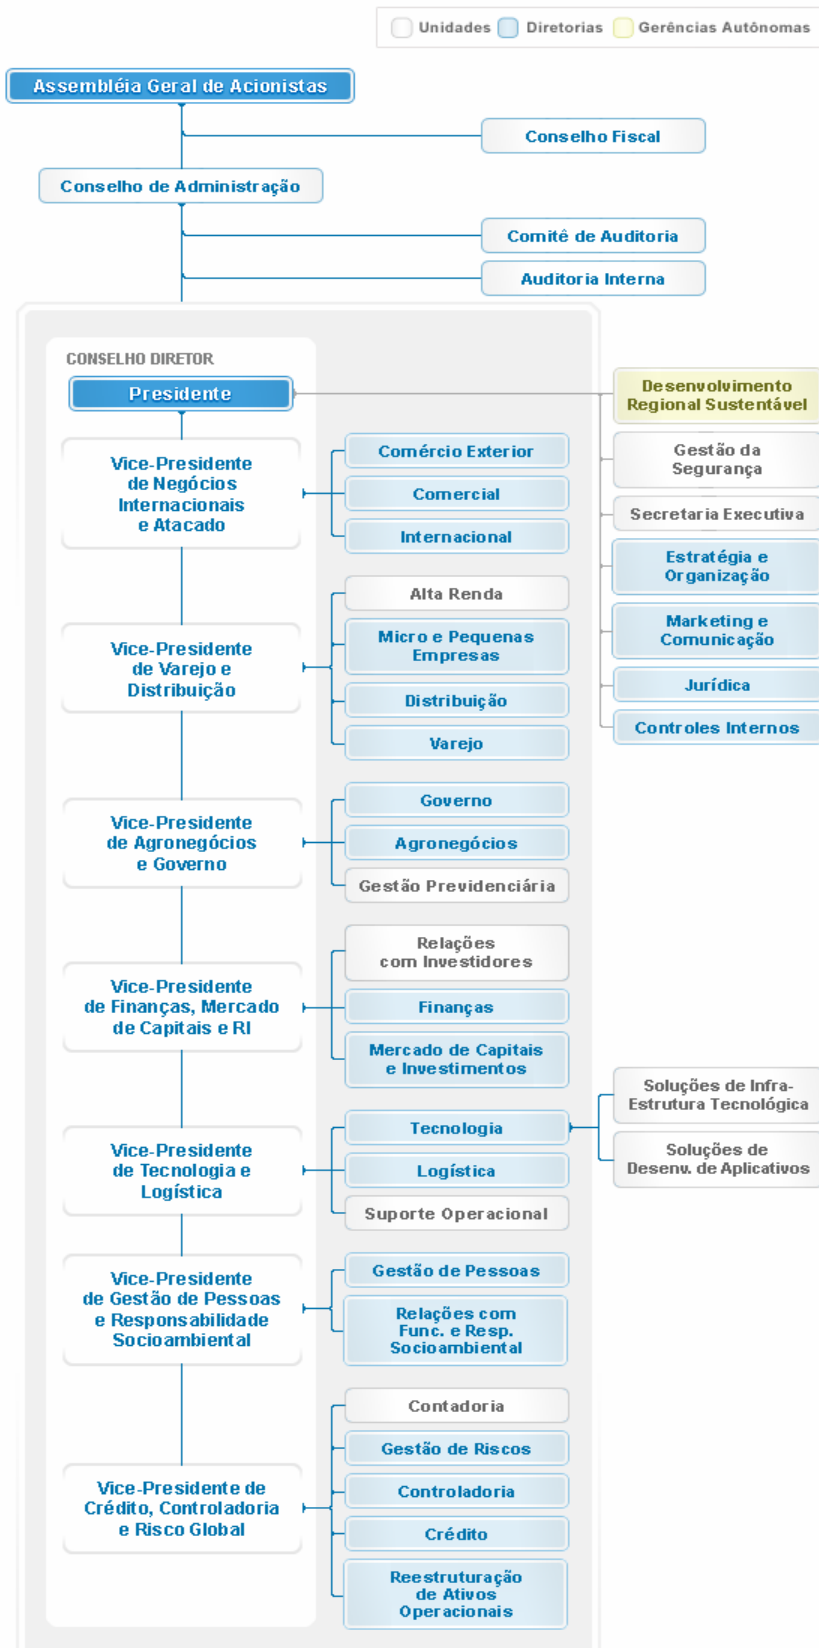 Unidades Diretorias Gerências Autônomas
Assembléia Geral de Acionistas
Conselho Fiscal
Conselho de Administração
Comitê de Auditoria
Auditoria Interna
CONSELHO DIRETOR
Presidente
Desenvolvimento
Regional Sustentável
Gestão da
Segurança
Secretaria Executiva
Estratégia e
Organização
Marketing e
Comunicação
Jurídica
Controles Internos
Vice-Presidente
de Negócios
Internacionais
e Atacado
Comércio Exterior
Comercial
Internacional
Vice-Presidente
de Varejo e
Distribuição
Alta Renda
Micro e Pequenas
Empresas
Distribuição
Varejo
Vice-Presidente
de Agronegócios
e Governo
Governo
Agronegócios
Gestão Previdenciária
Vice-Presidente
de Finanças, Mercado
de Capitais e RI
Relações
com Investidores
Finanças
Mercado de Capitais
e Investimentos
Vice-Presidente
de Tecnologia e
Logística
Tecnologia
Logística
Suporte Operacional
Soluções de Infra-
Estrutura Tecnológica
Soluções de
Desenv. de Aplicativos
Vice-Presidente
de Gestão de Pessoas
e Responsabilidade
Socioambiental
Gestão de Pessoas
Relações com
Func. e Resp.
Socioambiental
Vice-Presidente de
Crédito, Controladoria
e Risco Global
Contadoria
Gestão de Riscos
Controladoria
Crédito
Reestruturação
de Ativos
Operacionais